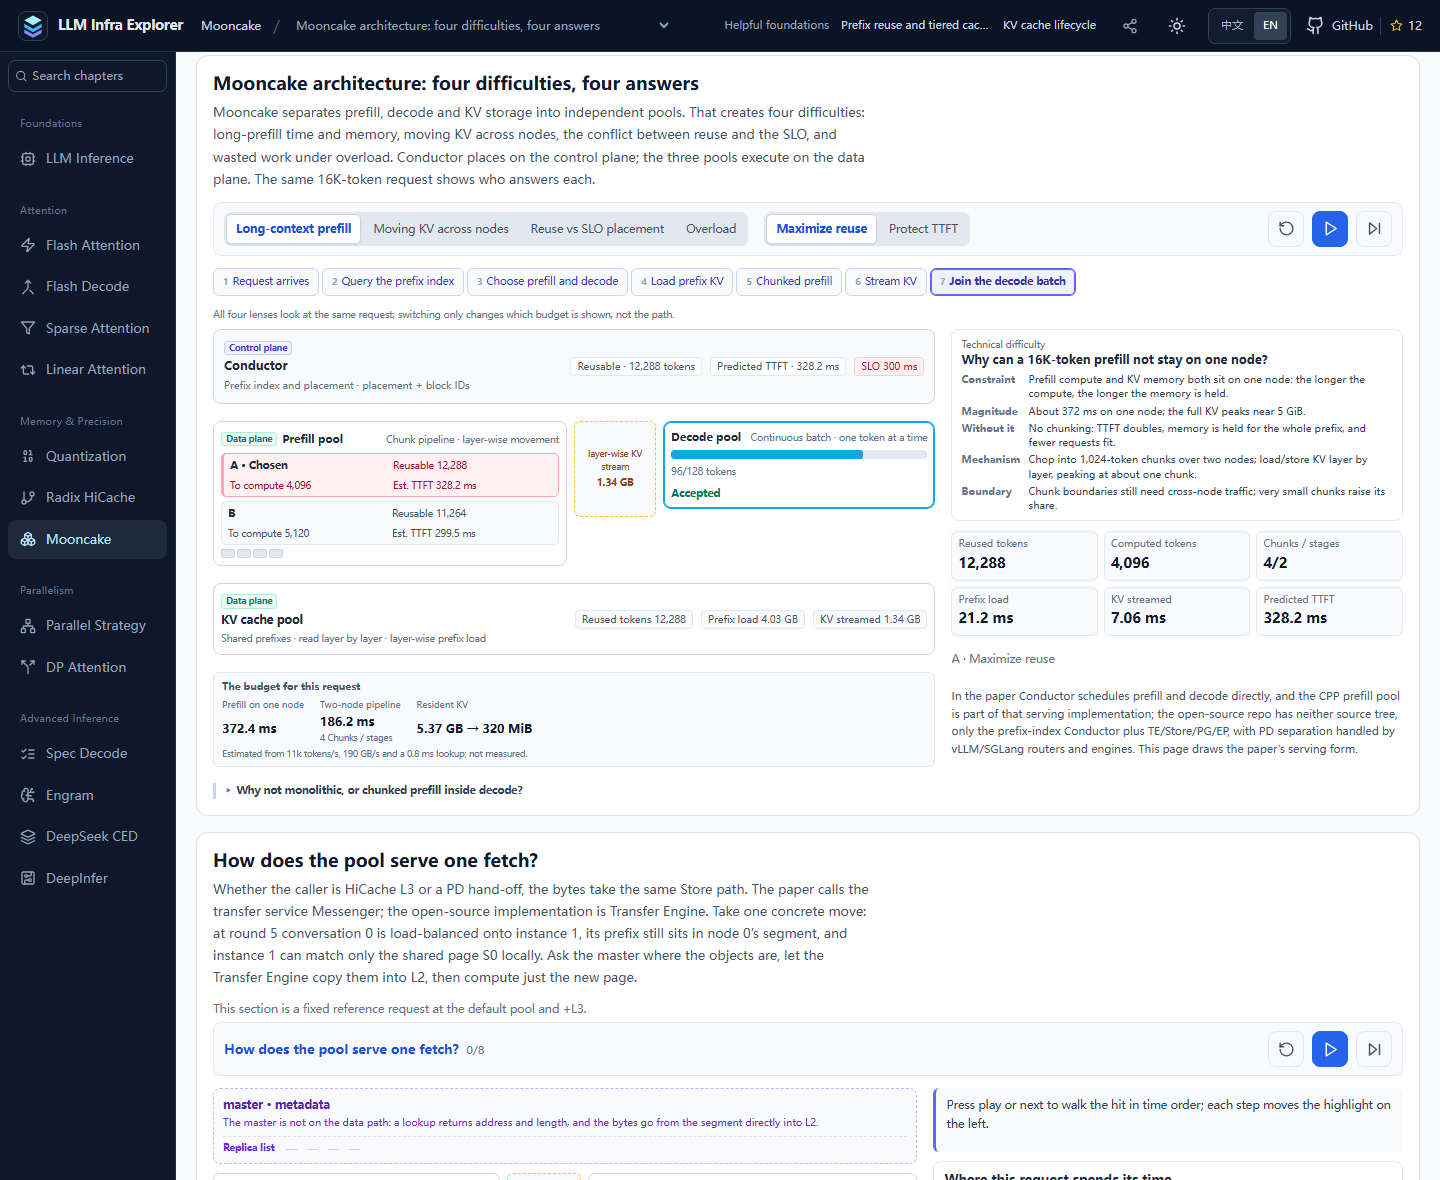 LLM Infra Explorer
Mooncake / Mooncake architecture: four difficulties, four answers
Helpful foundations Prefix reuse and tiered cac... KV cache lifecycle
中文 EN GitHub 12
Search chapters
Foundations
LLM Inference
Attention
Flash Attention
Flash Decode
Sparse Attention
Linear Attention
Memory & Precision
Quantization
Radix HiCache
Mooncake
Parallelism
Parallel Strategy
DP Attention
Advanced Inference
Spec Decode
Engram
DeepSeek CED
DeepInfer
Mooncake architecture: four difficulties, four answers
Mooncake separates prefill, decode and KV storage into independent pools. That creates four difficulties:
long-prefill time and memory, moving KV across nodes, the conflict between reuse and the SLO, and
wasted work under overload. Conductor places on the control plane; the three pools execute on the data
plane. The same 16K-token request shows who answers each.
Long-context prefill Moving KV across nodes Reuse vs SLO placement Overload Maximize reuse Protect TTFT
1 Request arrives 2 Query the prefix index 3 Choose prefill and decode 4 Load prefix KV 5 Chunked prefill 6 Stream KV 7 Join the decode batch
All four lenses look at the same request; switching only changes which budget is shown, not the path.
Control plane
Conductor
Prefix index and placement · placement + block IDs
Reusable · 12,288 tokens Predicted TTFT · 328.2 ms SLO 300 ms
Data plane Prefill pool Chunk pipeline · layer-wise movement
A • Chosen Reusable 12,288
To compute 4,096 Est. TTFT 328.2 ms
B Reusable 11,264
To compute 5,120 Est. TTFT 299.5 ms
layer-wise KV
stream
1.34 GB
Decode pool Continuous batch · one token at a time
96/128 tokens
Accepted
Data plane
KV cache pool
Shared prefixes · read layer by layer · layer-wise prefix load
Reused tokens 12,288 Prefix load 4.03 GB KV streamed 1.34 GB
The budget for this request
Prefill on one node Two-node pipeline Resident KV
372.4 ms 186.2 ms 5.37 GB → 320 MiB
4 Chunks / stages
Estimated from 11k tokens/s, 190 GB/s and a 0.8 ms lookup; not measured.
Why not monolithic, or chunked prefill inside decode?
Technical difficulty
Why can a 16K-token prefill not stay on one node?
Constraint Prefill compute and KV memory both sit on one node: the longer the
compute, the longer the memory is held.
Magnitude About 372 ms on one node; the full KV peaks near 5 GiB.
Without it No chunking: TTFT doubles, memory is held for the whole prefix, and
fewer requests fit.
Mechanism Chop into 1,024-token chunks over two nodes; load/store KV layer by
layer, peaking at about one chunk.
Boundary Chunk boundaries still need cross-node traffic; very small chunks raise its
share.
Reused tokens Computed tokens Chunks / stages
12,288 4,096 4/2
Prefix load KV streamed Predicted TTFT
21.2 ms 7.06 ms 328.2 ms
A · Maximize reuse
In the paper Conductor schedules prefill and decode directly, and the CPP prefill pool
is part of that serving implementation; the open-source repo has neither source tree,
only the prefix-index Conductor plus TE/Store/PG/EP, with PD separation handled by
vLLM/SGLang routers and engines. This page draws the paper's serving form.
How does the pool serve one fetch?
Whether the caller is HiCache L3 or a PD hand-off, the bytes take the same Store path. The paper calls the
transfer service Messenger; the open-source implementation is Transfer Engine. Take one concrete move:
at round 5 conversation 0 is load-balanced onto instance 1, its prefix still sits in node 0's segment, and
instance 1 can match only the shared page S0 locally. Ask the master where the objects are, let the
Transfer Engine copy them into L2, then compute just the new page.
This section is a fixed reference request at the default pool and +L3.
How does the pool serve one fetch? 0/8
master • metadata
The master is not on the data path: a lookup returns address and length, and the bytes go from the segment directly into L2.
Replica list — — — —
Press play or next to walk the hit in time order; each step moves the highlight on
the left.
Where this request spends its time